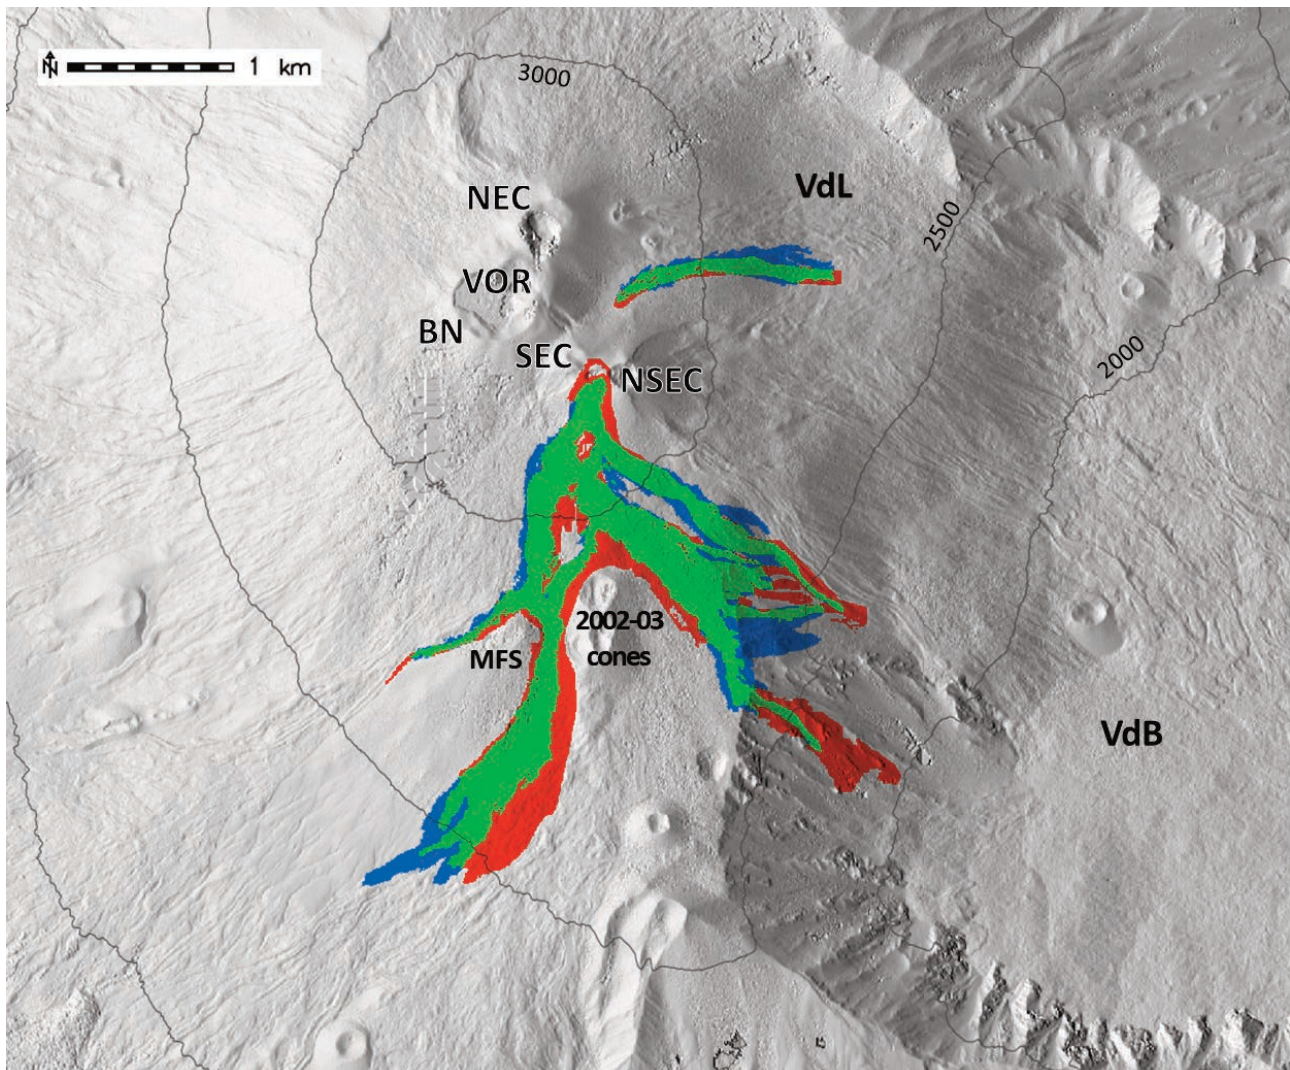 N 1 km
3000
NEC
VdL
2500
VOR
BN
SEC
NSEC
2000
2002-03
cones
MFS
VdB